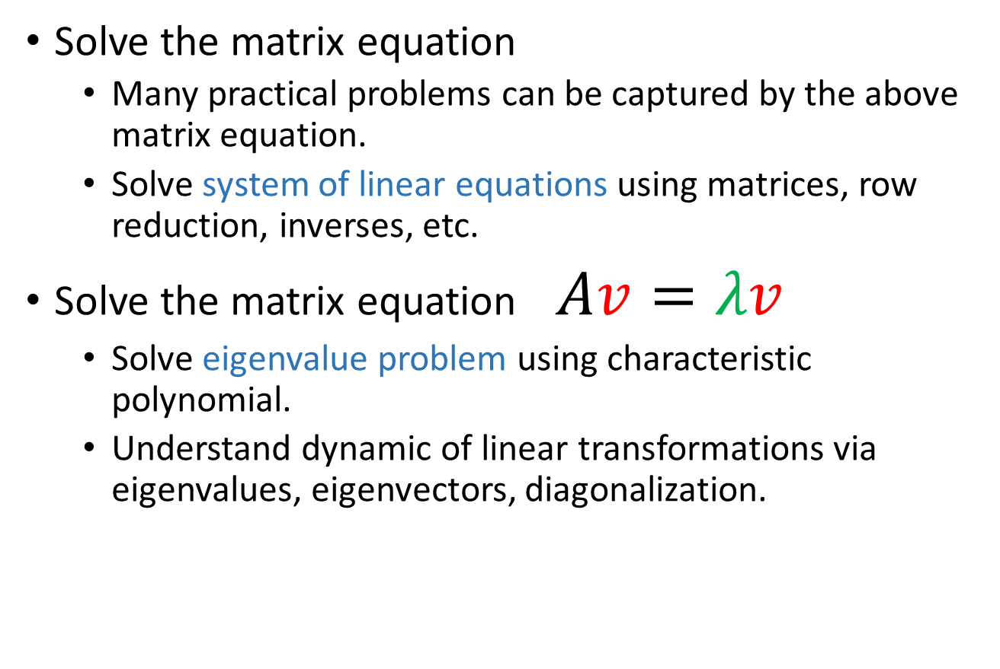 • Solve the matrix equation
• Many practical problems can be captured by the above
matrix equation.
• Solve system of linear equations using matrices, row
reduction, inverses, etc.
• Solve the matrix equation Av = λv
• Solve eigenvalue problem using characteristic
polynomial.
• Understand dynamic of linear transformations via
eigenvalues, eigenvectors, diagonalization.